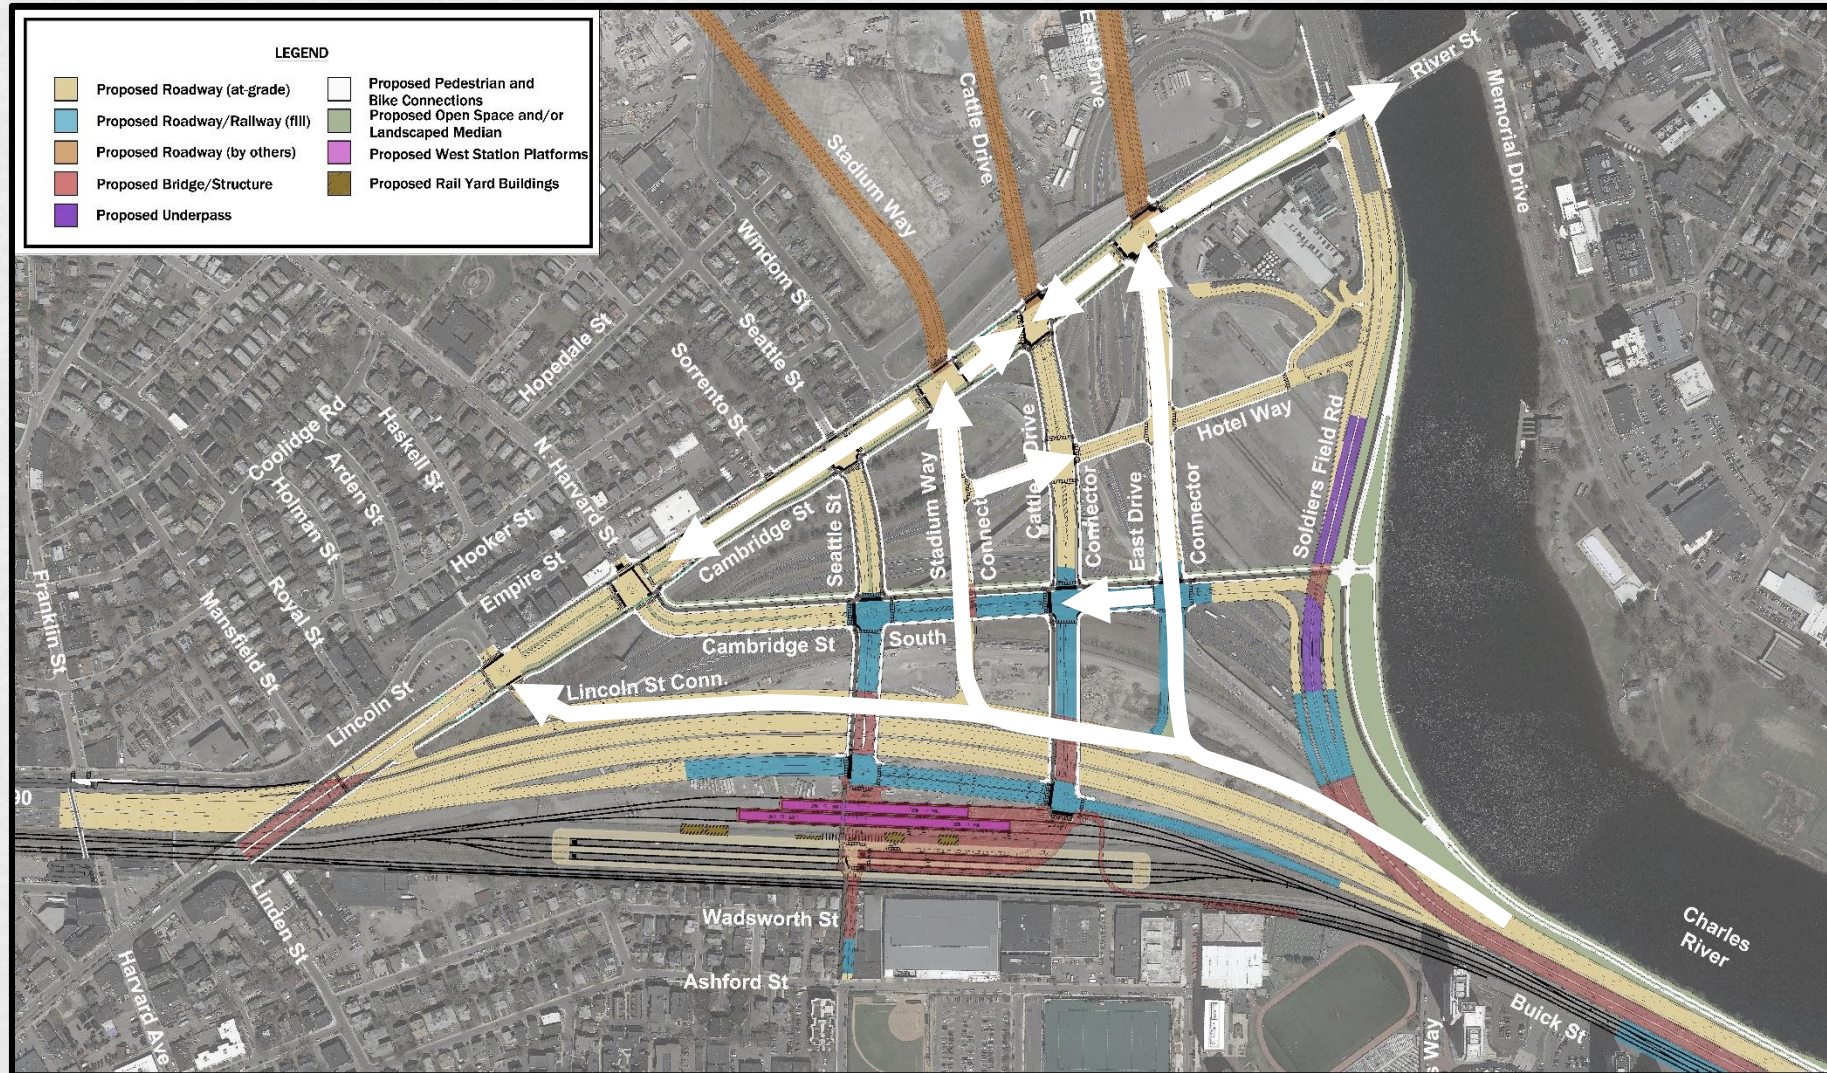 LEGEND
Proposed Roadway (at-grade)
Proposed Roadway/Railway (fill)
Proposed Roadway (by others)
Proposed Bridge/Structure
Proposed Underpass
Proposed Pedestrian and
Bike Connections
Proposed Open Space and/or
Landscaped Median
Proposed West Station Platforms
Proposed Rail Yard Buildings
River St
Memorial Drive
East Drive
Cattle Drive
Stadium Way
Windom St
Seattle St
Sorrento St
Hopedale St
Coolidge Rd
Haskell St
Arden St
Holman St
N. Harvard St
Hooker St
Empire St
Royal St
Mansfield St
Franklin St
Lincoln St
Cambridge St
Seattle St
Stadium Way
Connect
Cattle Drive
Connector
East Drive
Connector
Hotel Way
Soldiers Field Rd
Cambridge St
South
Lincoln St Conn.
90
Linden St
Harvard Ave
Wadsworth St
Ashford St
Charles
River
Buick St
s Way